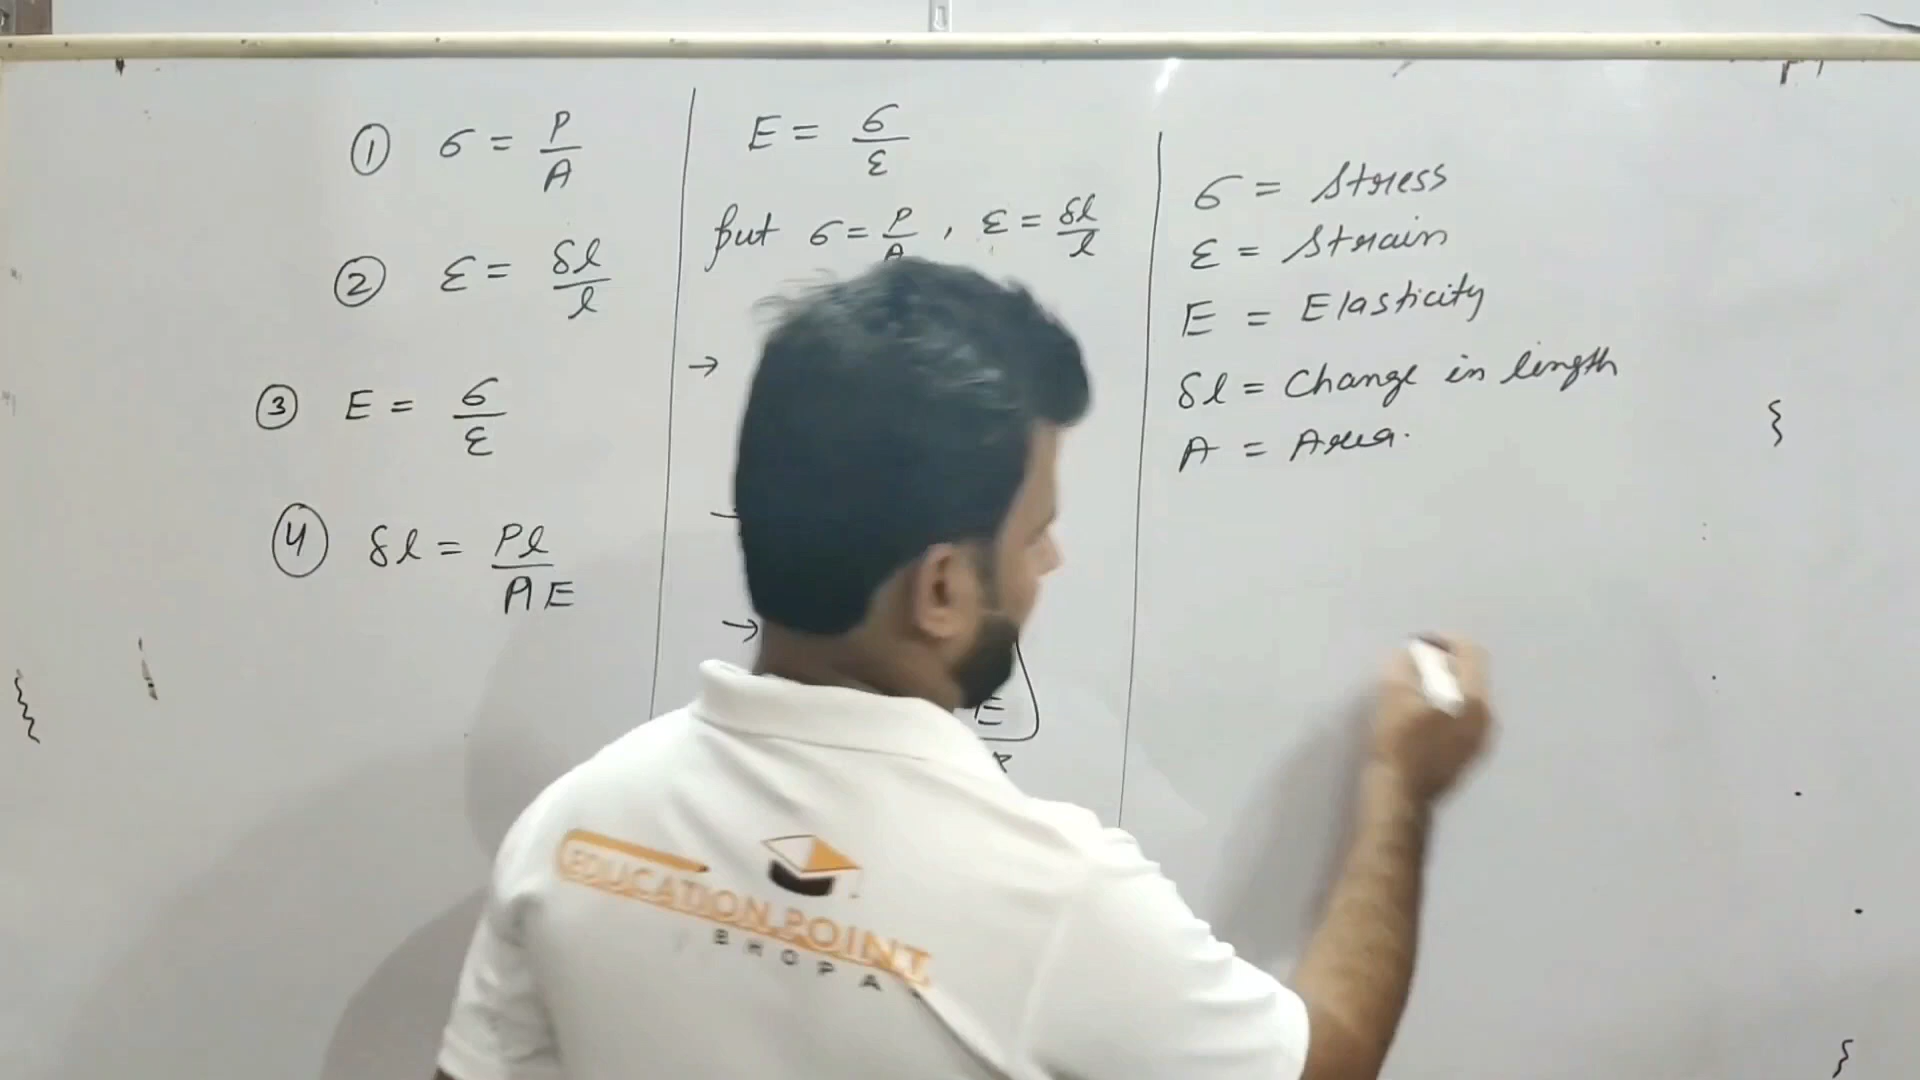 ① σ = P/A
② ε = δl/l
③ E = σ/ε
④ δl = Pl/AE
E = σ/ε
put σ = P/A , ε = δl/l
→
→
E
σ = Stress
ε = Strain
E = Elasticity
δl = Change in length
A = Area.
EDUCATION POINT
BHOPA